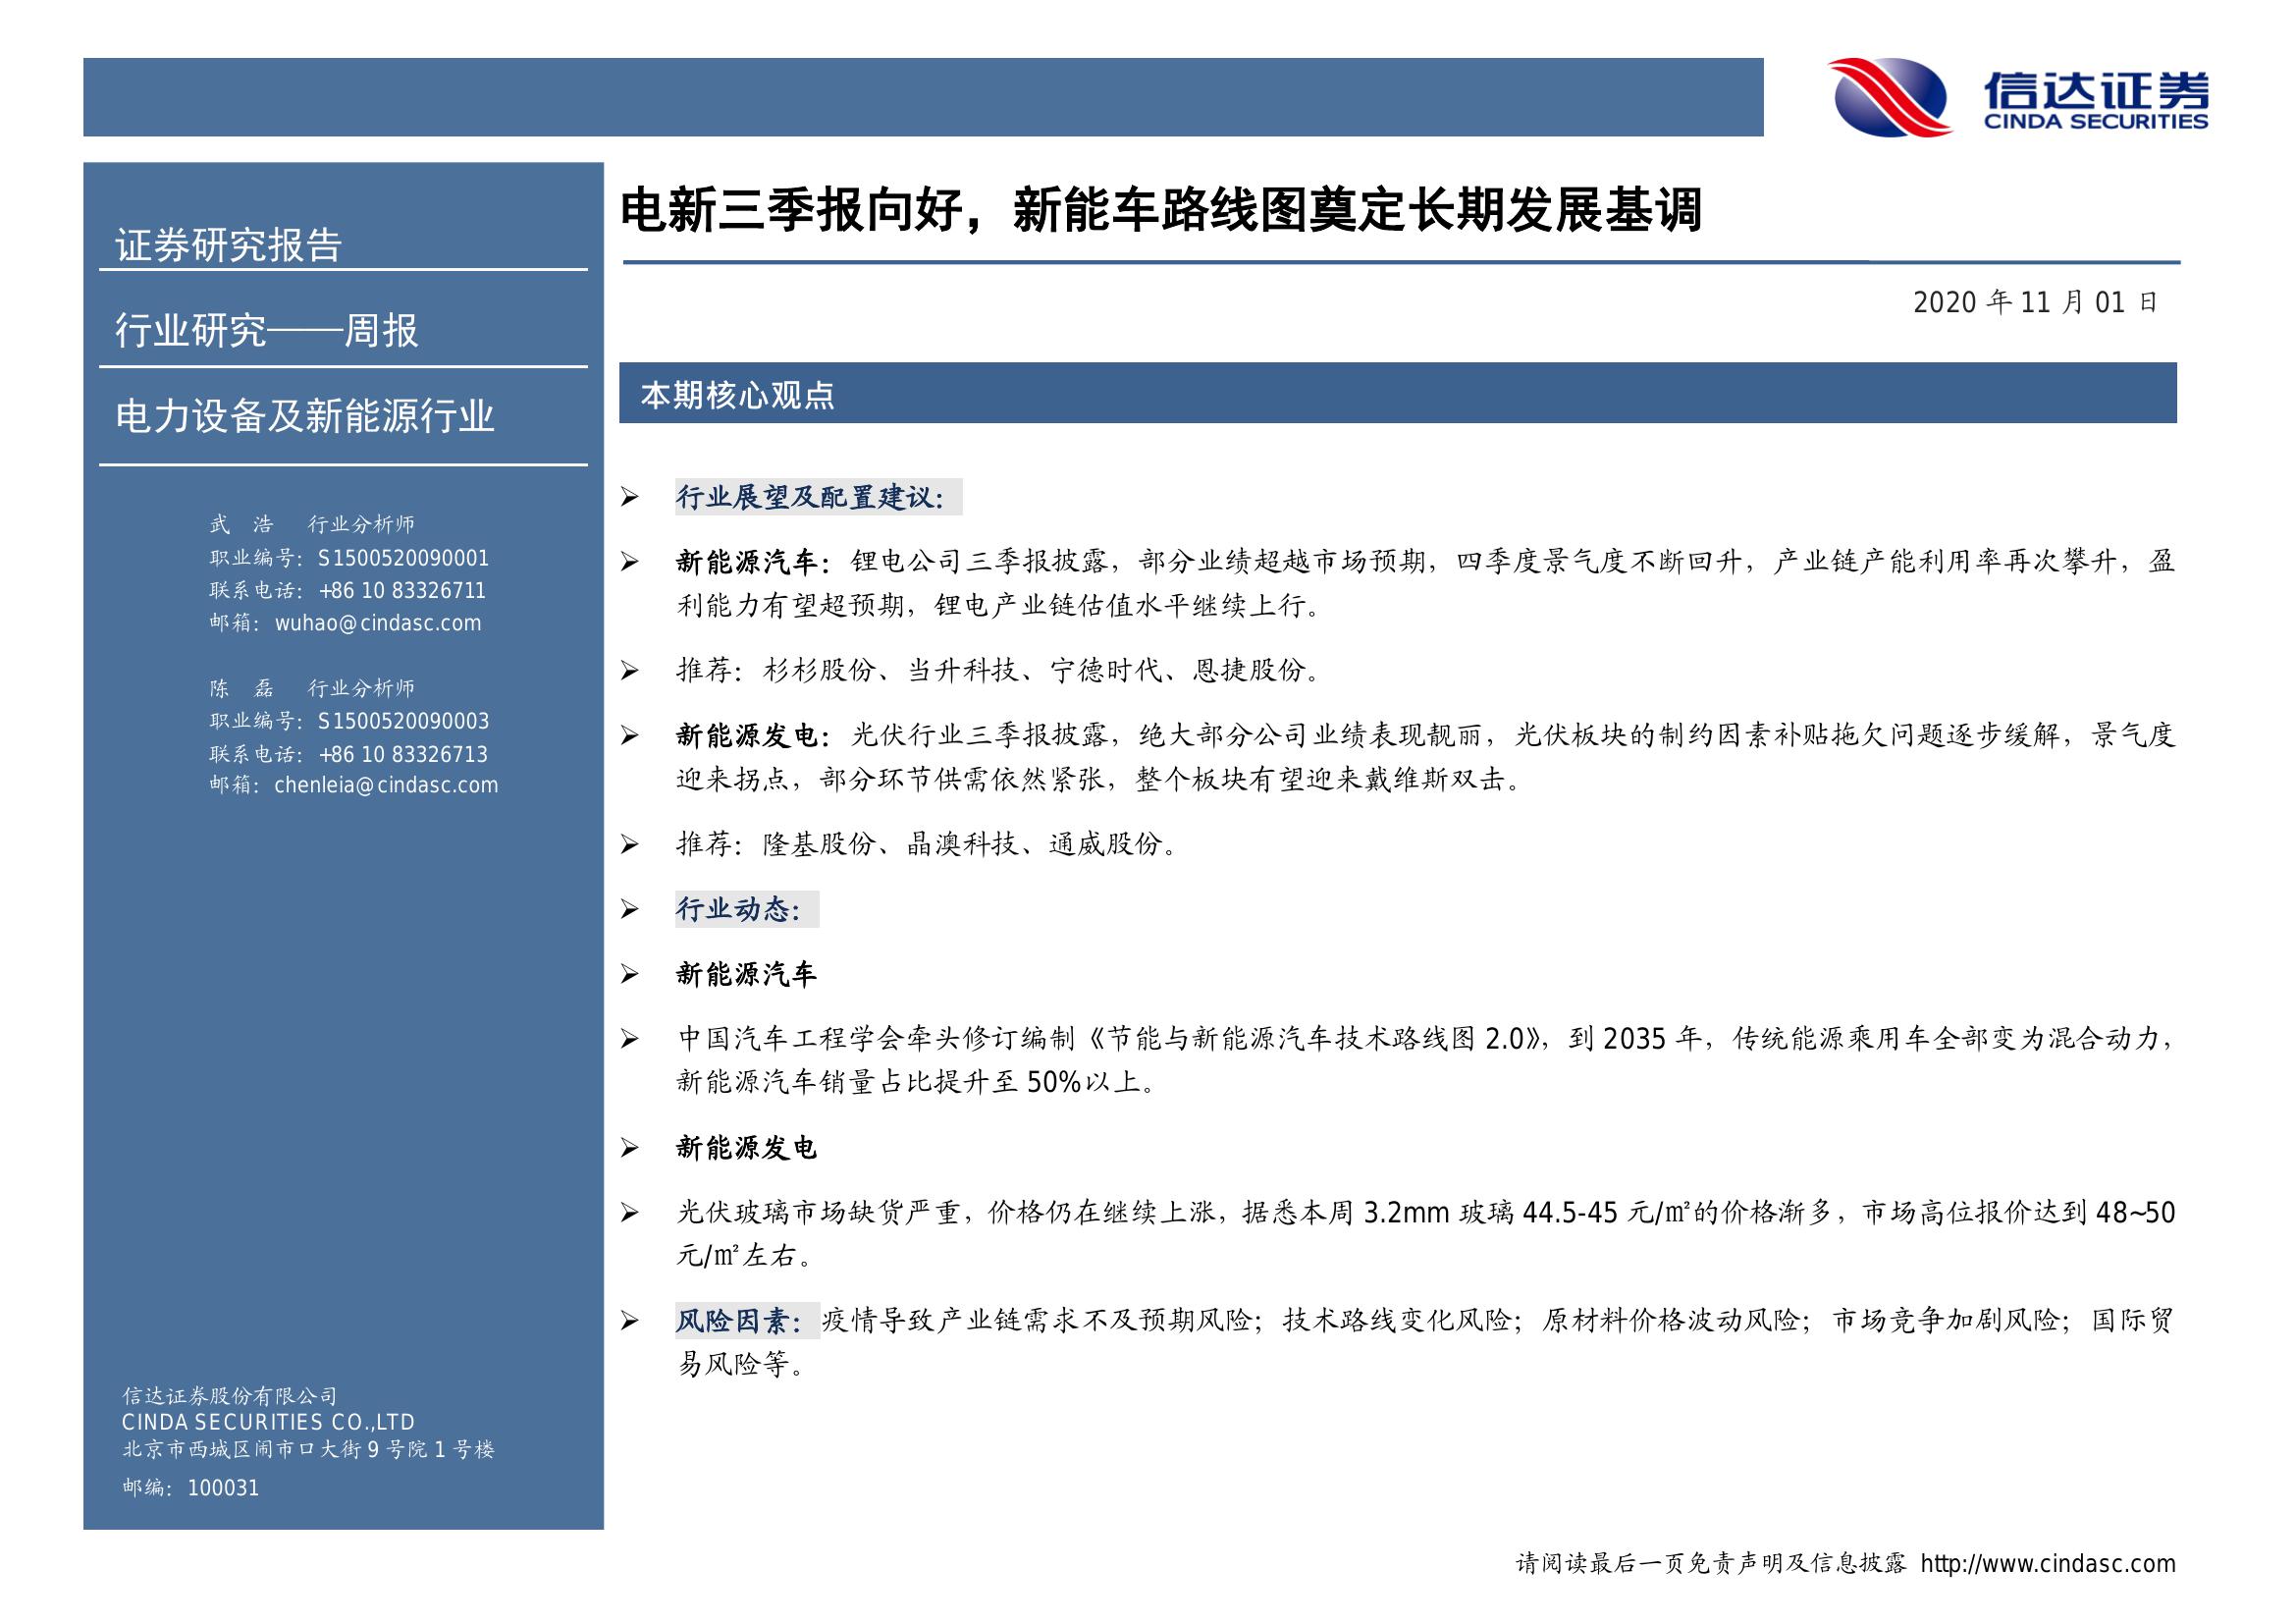 信达证券
CINDA SECURITIES
证券研究报告
行业研究——周报
电力设备及新能源行业
武 浩 行业分析师
职业编号：S1500520090001
联系电话：+86 10 83326711
邮箱：wuhao@cindasc.com
陈 磊 行业分析师
职业编号：S1500520090003
联系电话：+86 10 83326713
邮箱：chenleia@cindasc.com
信达证券股份有限公司
CINDA SECURITIES CO.,LTD
北京市西城区闹市口大街 9 号院 1 号楼
邮编：100031
电新三季报向好，新能车路线图奠定长期发展基调
2020 年 11 月 01 日
本期核心观点
➢ 行业展望及配置建议：
➢ 新能源汽车：锂电公司三季报披露，部分业绩超越市场预期，四季度景气度不断回升，产业链产能利用率再次攀升，盈
利能力有望超预期，锂电产业链估值水平继续上行。
➢ 推荐：杉杉股份、当升科技、宁德时代、恩捷股份。
➢ 新能源发电：光伏行业三季报披露，绝大部分公司业绩表现靓丽，光伏板块的制约因素补贴拖欠问题逐步缓解，景气度
迎来拐点，部分环节供需依然紧张，整个板块有望迎来戴维斯双击。
➢ 推荐：隆基股份、晶澳科技、通威股份。
➢ 行业动态：
➢ 新能源汽车
➢ 中国汽车工程学会牵头修订编制《节能与新能源汽车技术路线图 2.0》，到 2035 年，传统能源乘用车全部变为混合动力，
新能源汽车销量占比提升至 50%以上。
➢ 新能源发电
➢ 光伏玻璃市场缺货严重，价格仍在继续上涨，据悉本周 3.2mm 玻璃 44.5-45 元/㎡的价格渐多，市场高位报价达到 48~50
元/㎡左右。
➢ 风险因素：疫情导致产业链需求不及预期风险；技术路线变化风险；原材料价格波动风险；市场竞争加剧风险；国际贸
易风险等。
请阅读最后一页免责声明及信息披露 http://www.cindasc.com